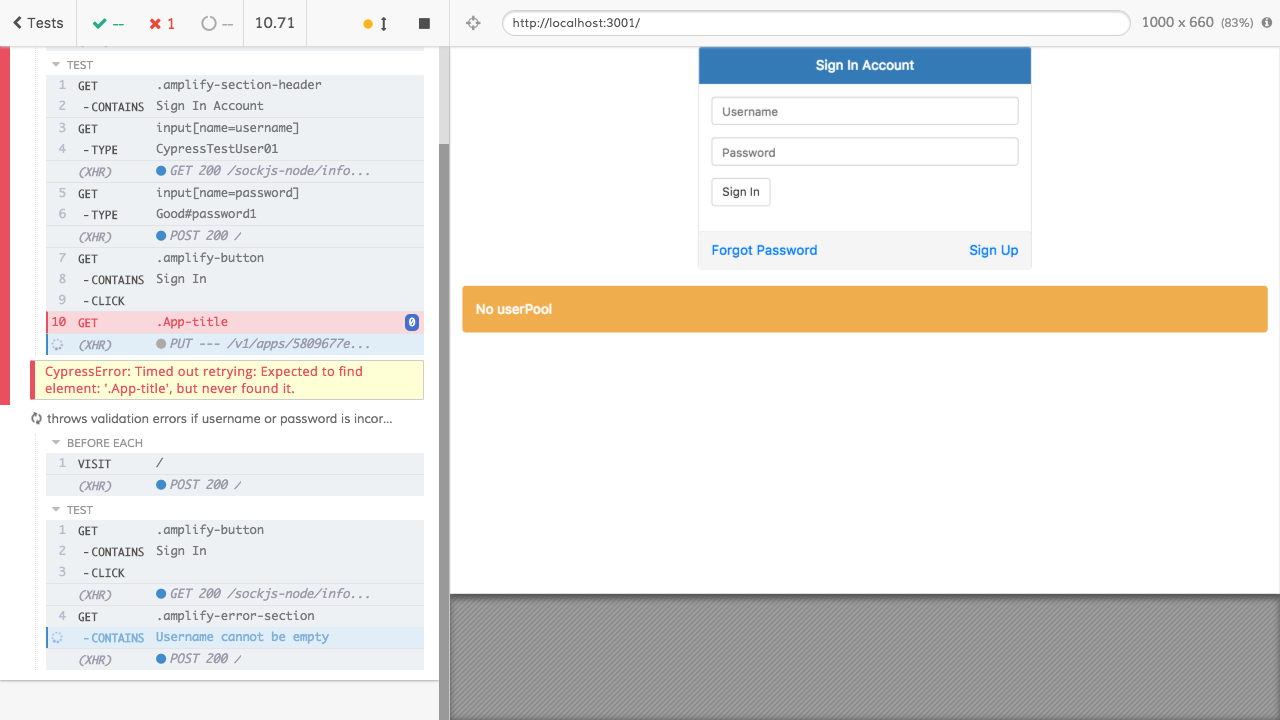 Tests
--
1
--
10.71
http://localhost:3001/
1000 x 660 (83%)
TEST
1 GET .amplify-section-header
2 -CONTAINS Sign In Account
3 GET input[name=username]
4 -TYPE CypressTestUser01
(XHR) GET 200 /sockjs-node/info...
5 GET input[name=password]
6 -TYPE Good#password1
(XHR) POST 200 /
7 GET .amplify-button
8 -CONTAINS Sign In
9 -CLICK
10 GET .App-title 0
(XHR) PUT --- /v1/apps/5809677e...
CypressError: Timed out retrying: Expected to find
element: '.App-title', but never found it.
throws validation errors if username or password is incor...
BEFORE EACH
1 VISIT /
(XHR) POST 200 /
TEST
1 GET .amplify-button
2 -CONTAINS Sign In
3 -CLICK
(XHR) GET 200 /sockjs-node/info...
4 GET .amplify-error-section
-CONTAINS Username cannot be empty
(XHR) POST 200 /
Sign In Account
Username
Password
Sign In
Forgot Password
Sign Up
No userPool